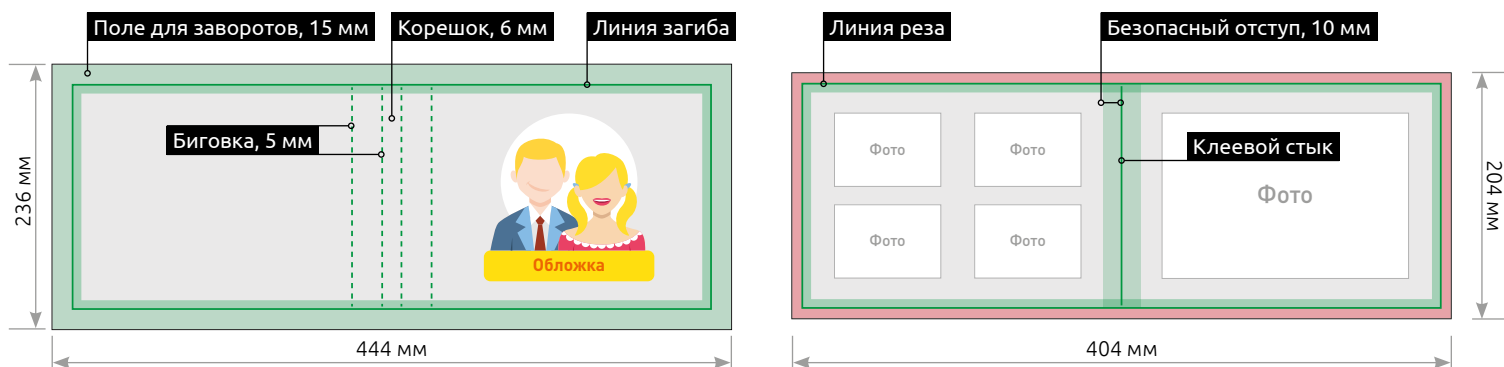 Поле для заворотов, 15 мм
Корешок, 6 мм
Линия загиба
Биговка, 5 мм
Обложка
236 мм
444 мм
Линия реза
Безопасный отступ, 10 мм
Клеевой стык
Фото
Фото
Фото
Фото
Фото
204 мм
404 мм